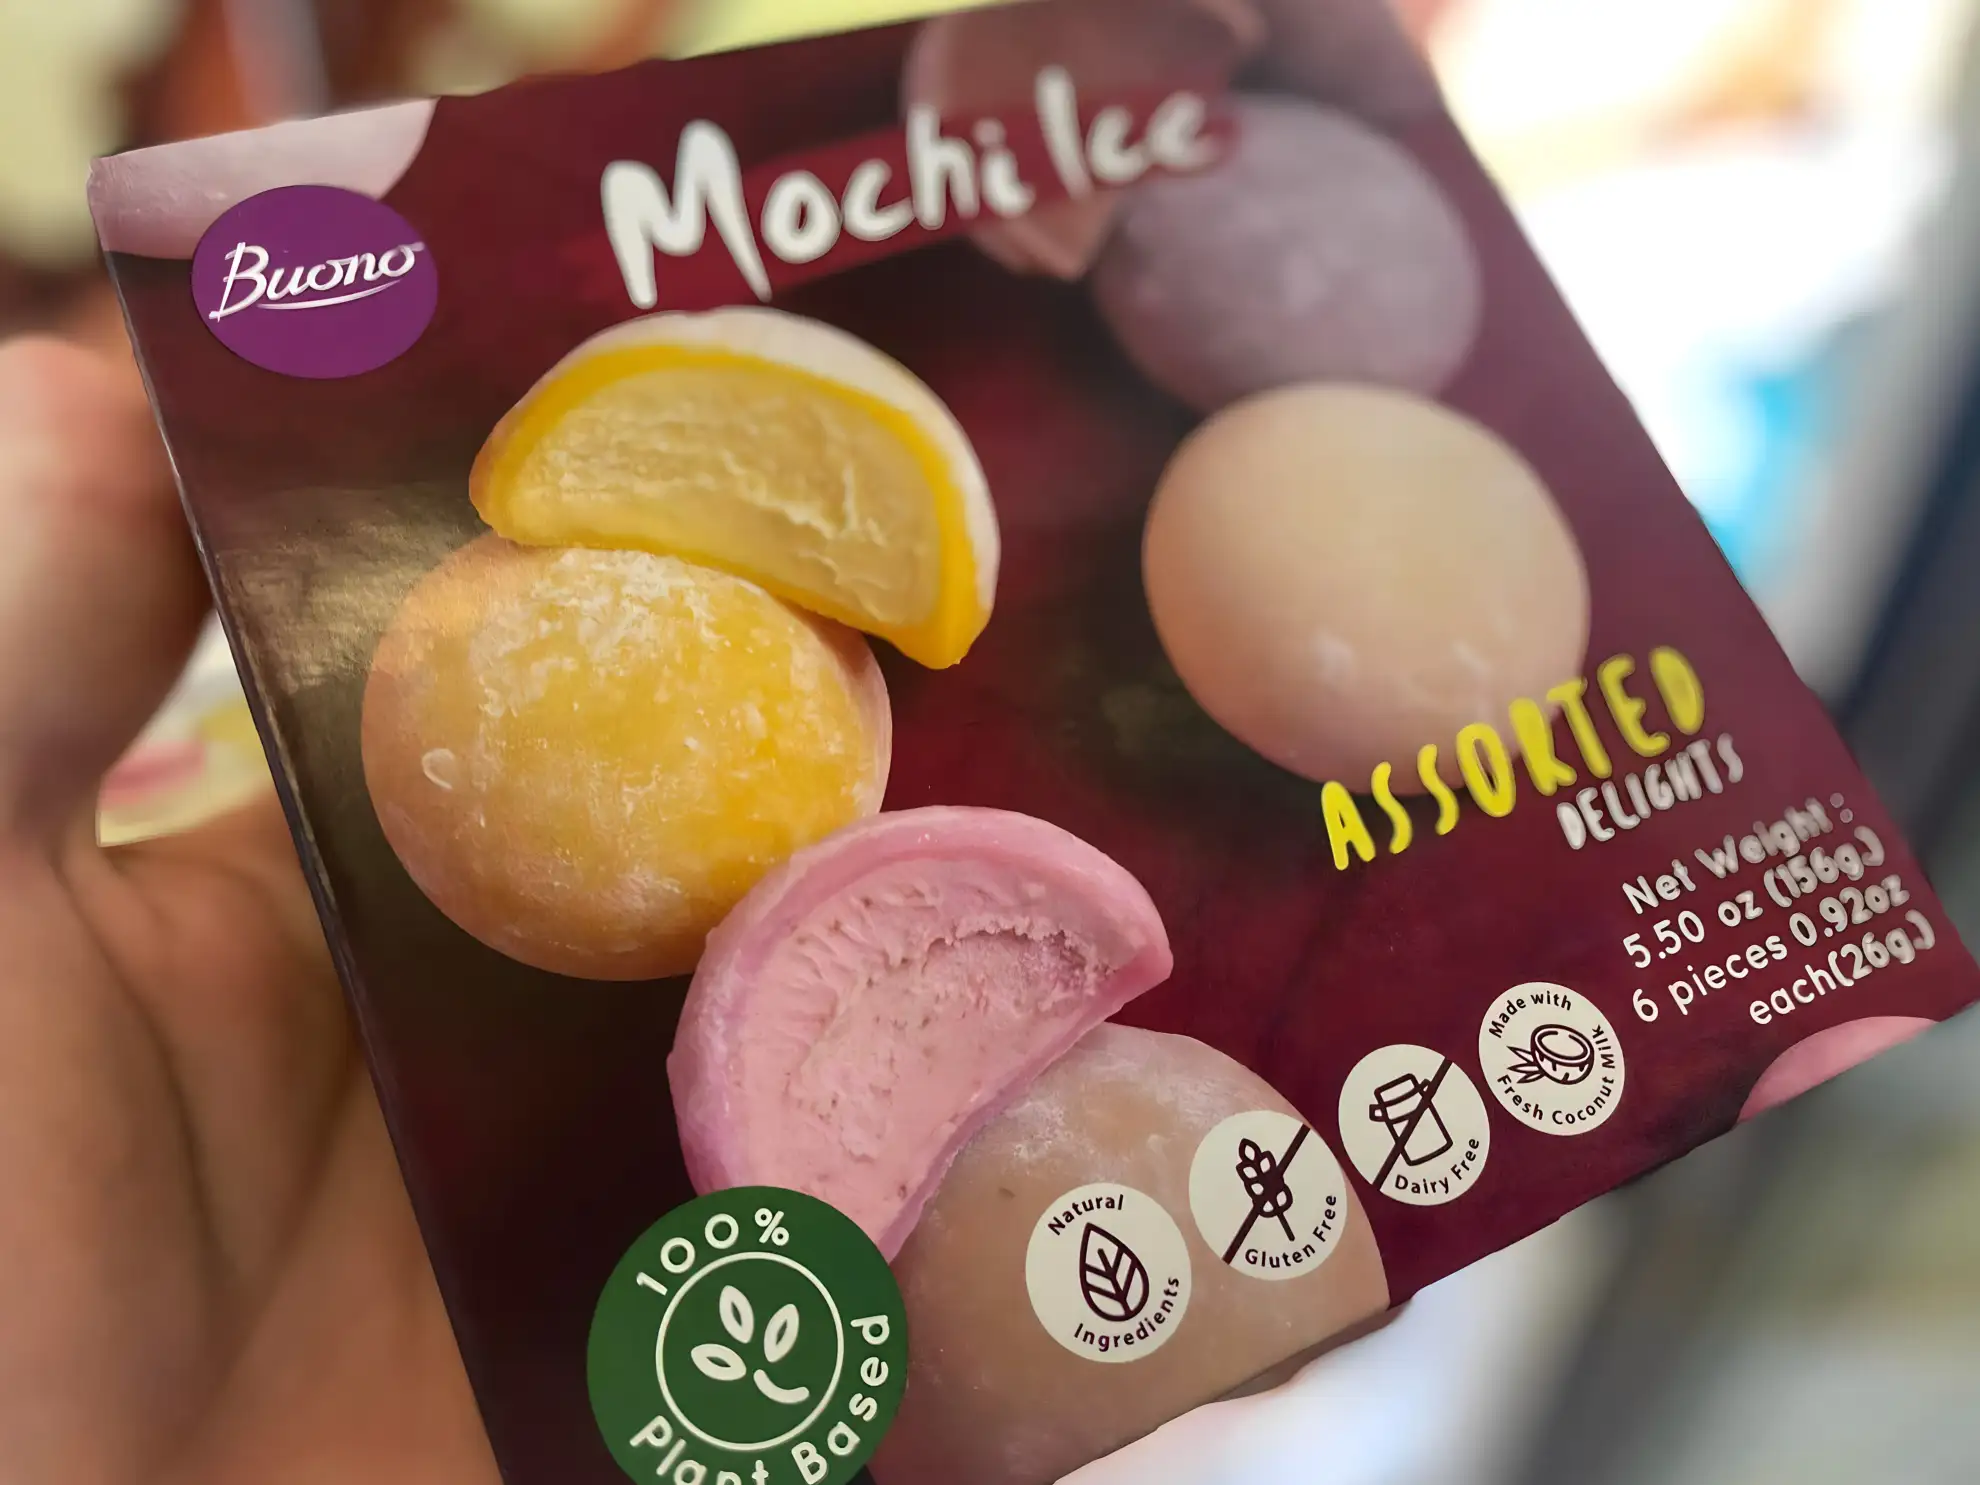 Mochi Ice
Buono
ASSORTED
DELIGHTS
Net Weight :
5.50 oz (156g.)
6 pieces 0.92oz
each(26g.)
Made with
Fresh Coconut Milk
Dairy Free
Gluten Free
Natural
Ingredients
100%
Plant Based